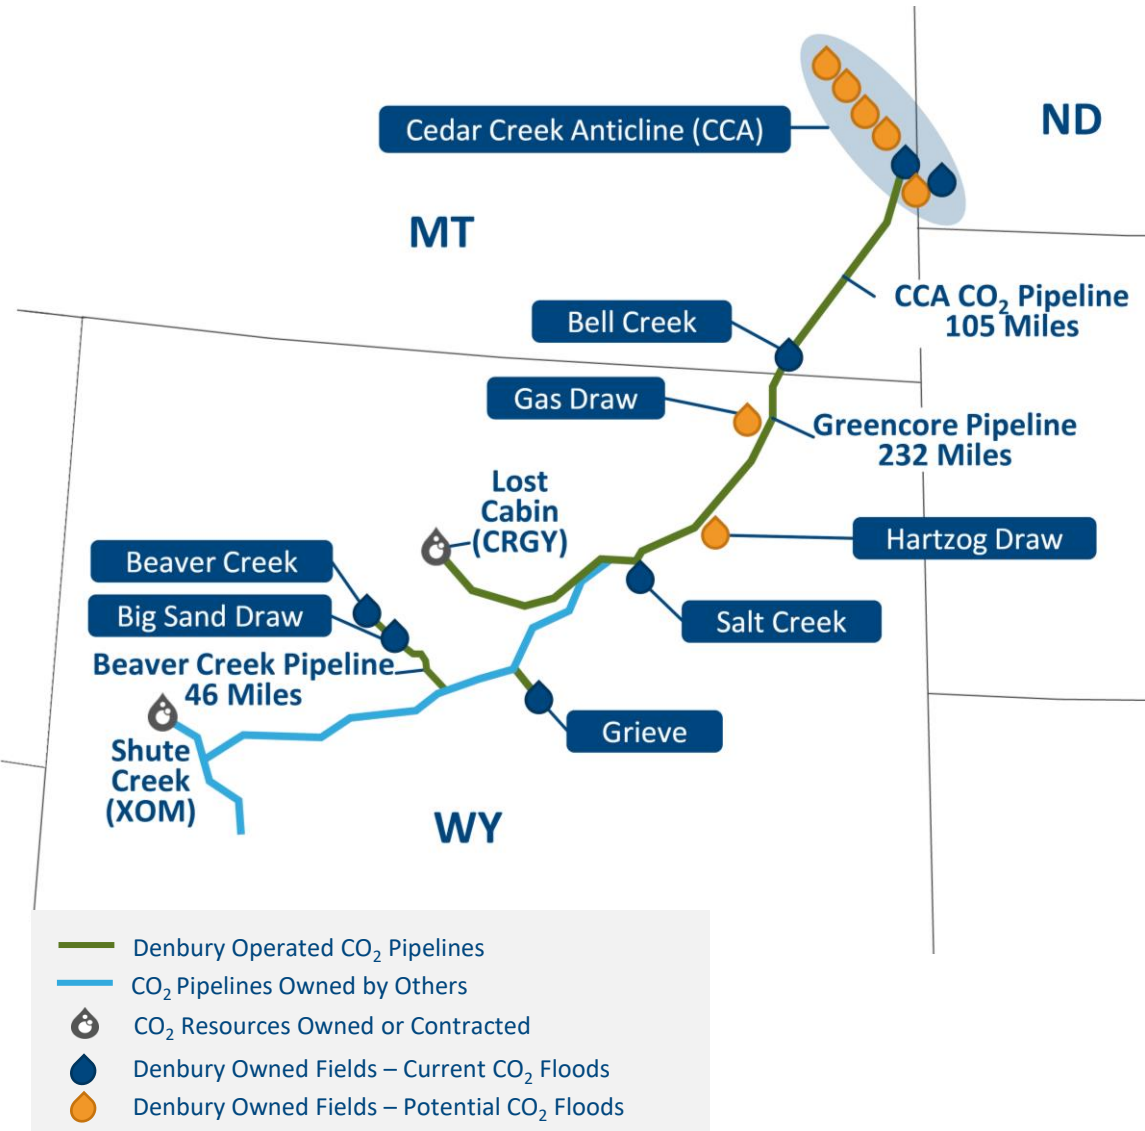 Cedar Creek Anticline (CCA)
ND
MT
CCA CO₂ Pipeline
105 Miles
Bell Creek
Gas Draw
Greencore Pipeline
232 Miles
Lost
Cabin
(CRGY)
Hartzog Draw
Beaver Creek
Big Sand Draw
Salt Creek
Beaver Creek Pipeline
46 Miles
Grieve
Shute
Creek
(XOM)
WY
Denbury Operated CO₂ Pipelines
CO₂ Pipelines Owned by Others
CO₂ Resources Owned or Contracted
Denbury Owned Fields – Current CO₂ Floods
Denbury Owned Fields – Potential CO₂ Floods